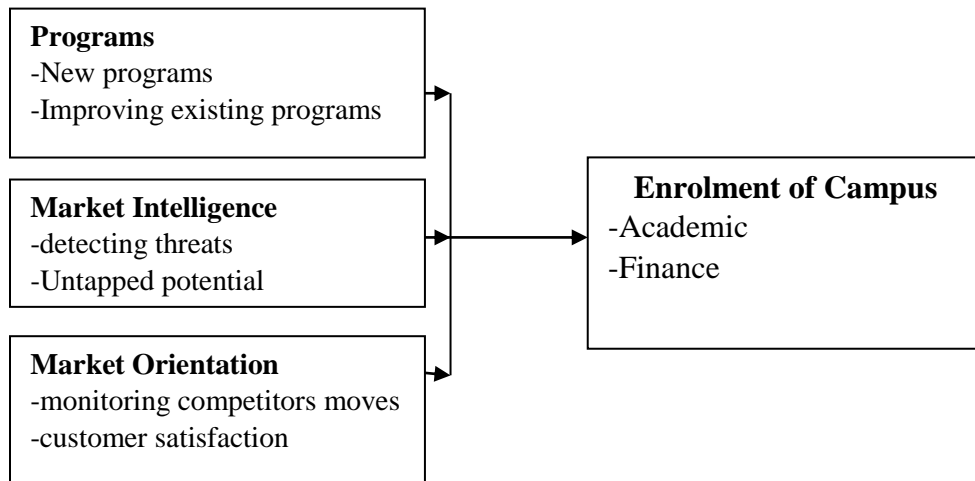 Programs
-New programs
-Improving existing programs
Market Intelligence
-detecting threats
-Untapped potential
Market Orientation
-monitoring competitors moves
-customer satisfaction
Enrolment of Campus
-Academic
-Finance